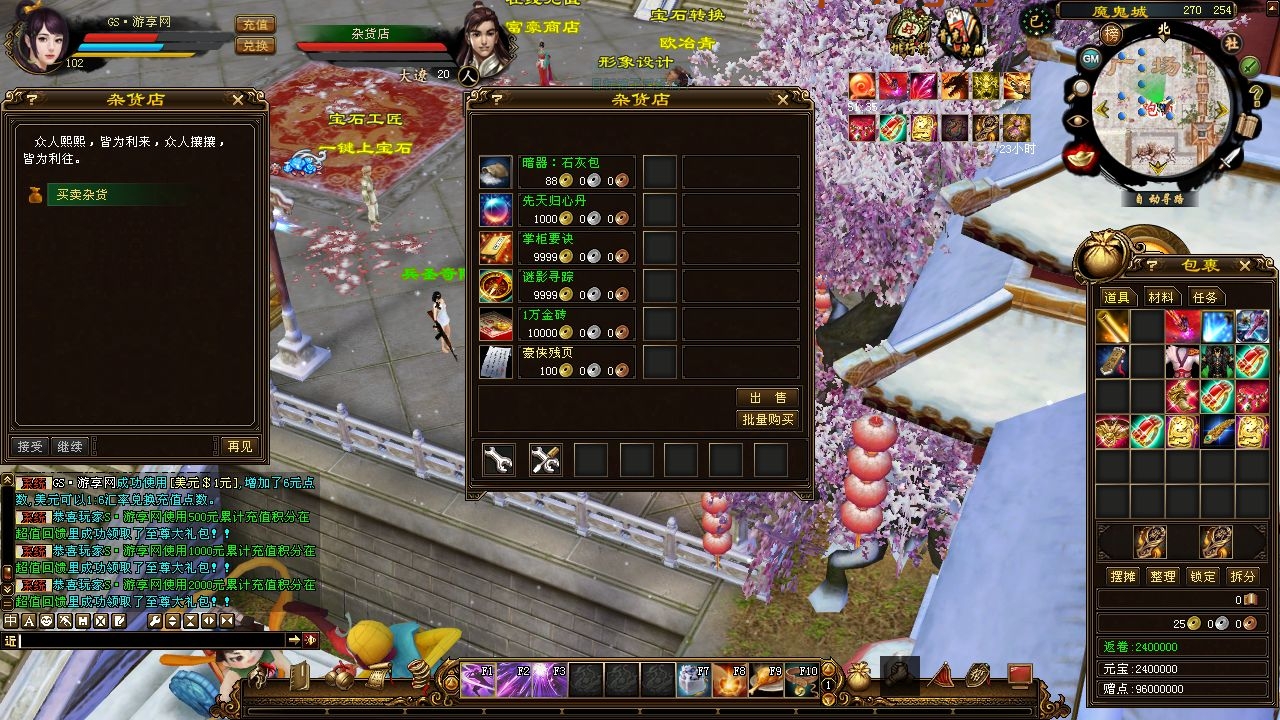 GS·游享网
102
充值
兑换
杂货店
大遼 20 人
富豪商店
宝石转换
欧冶青
形象设计
宝石工匠
一键上宝石
魔鬼城
270 254
北
榜
社
GM
广场
自动寻路
23小时
杂货店
众人熙熙，皆为利来，众人攘攘，
皆为利往。
买卖杂货
接受
继续
再见
杂货店
暗器：石灰包
88 0 0
先天归心丹
1000 0 0
掌柜要诀
9999 0 0
谜影寻踪
9999 0 0
1万金砖
10000 0 0
豪侠残页
100 0 0
出 售
批量购买
包裹
道具
材料
任务
摆摊
整理
锁定
拆分
0
25 0 0
返卷:2400000
元宝:2400000
赠点:96000000
GS·游享网成功使用[美元＄1元],增加了6元点
数,美元可以1:6汇率兑换充值点数。
恭喜玩家S·游享网使用500元累计充值积分在
超值回馈里成功领取了至尊大礼包！！
恭喜玩家S·游享网使用1000元累计充值积分在
超值回馈里成功领取了至尊大礼包！！
恭喜玩家S·游享网使用2000元累计充值积分在
超值回馈里成功领取了至尊大礼包！！
近
F1
F2
F3
F7
F8
F9
F10
1